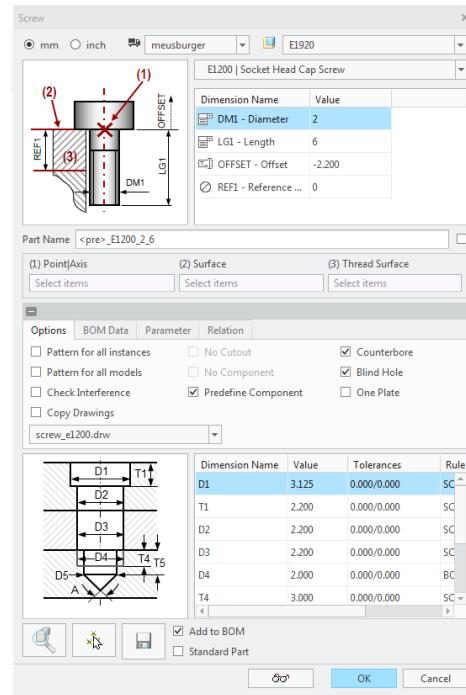 Screw
mm inch meusburger E1920
E1200 | Socket Head Cap Screw
(1)
(2)
OFFSET
REF1
(3)
DM1
LG1
Dimension Name Value
DM1 - Diameter 2
LG1 - Length 6
OFFSET - Offset -2.200
REF1 - Reference ... 0
Part Name <pre>_E1200_2_6
(1) Point|Axis (2) Surface (3) Thread Surface
Select items Select items Select items
Options BOM Data Parameter Relation
Pattern for all instances No Cutout Counterbore
Pattern for all models No Component Blind Hole
Check Interference Predefine Component One Plate
Copy Drawings
screw_e1200.drw
D1 T1
D2
D3
D4 T4 T5
D5
A
Dimension Name Value Tolerances Rule
D1 3.125 0.000/0.000 SC
T1 2.200 0.000/0.000 SC
D2 2.200 0.000/0.000 SC
D3 2.200 0.000/0.000 SC
D4 2.000 0.000/0.000 BC
T4 3.000 0.000/0.000 SC
Add to BOM
Standard Part
OK Cancel